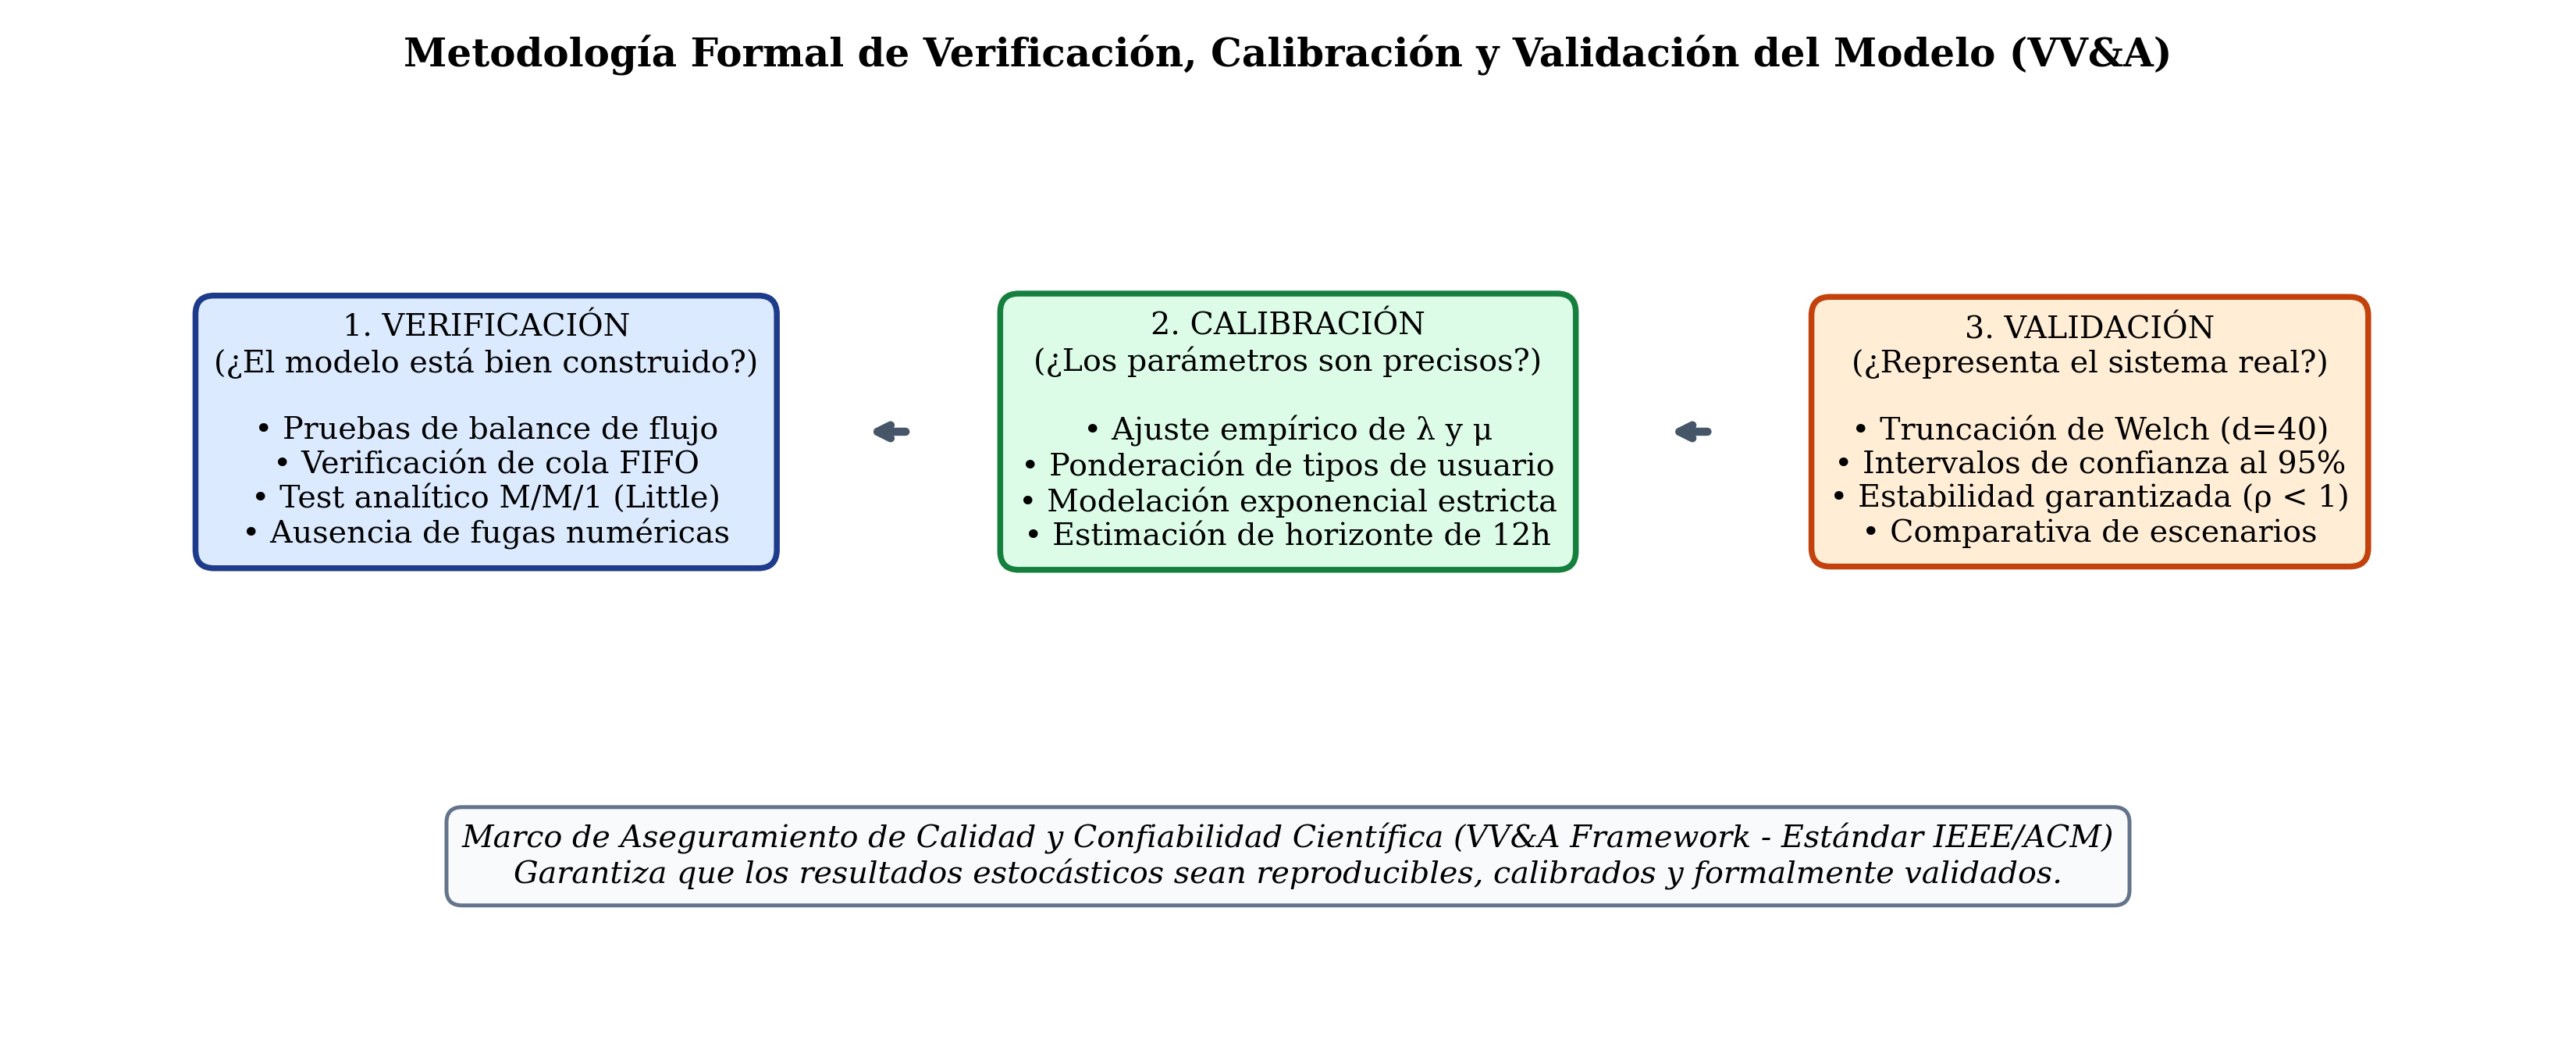 Metodología Formal de Verificación, Calibración y Validación del Modelo (VV&A)
1. VERIFICACIÓN
(¿El modelo está bien construido?)
• Pruebas de balance de flujo
• Verificación de cola FIFO
• Test analítico M/M/1 (Little)
• Ausencia de fugas numéricas
2. CALIBRACIÓN
(¿Los parámetros son precisos?)
• Ajuste empírico de λ y μ
• Ponderación de tipos de usuario
• Modelación exponencial estricta
• Estimación de horizonte de 12h
3. VALIDACIÓN
(¿Representa el sistema real?)
• Truncación de Welch (d=40)
• Intervalos de confianza al 95%
• Estabilidad garantizada (ρ < 1)
• Comparativa de escenarios
Marco de Aseguramiento de Calidad y Confiabilidad Científica (VV&A Framework - Estándar IEEE/ACM)
Garantiza que los resultados estocásticos sean reproducibles, calibrados y formalmente validados.